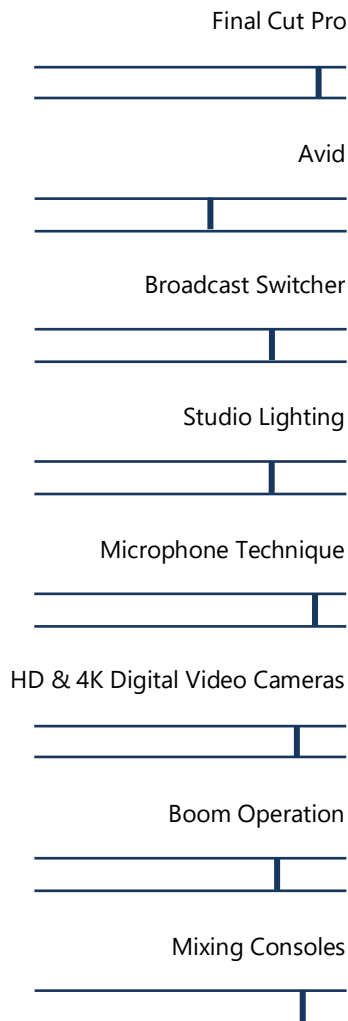 Final Cut Pro
Avid
Broadcast Switcher
Studio Lighting
Microphone Technique
HD & 4K Digital Video Cameras
Boom Operation
Mixing Consoles